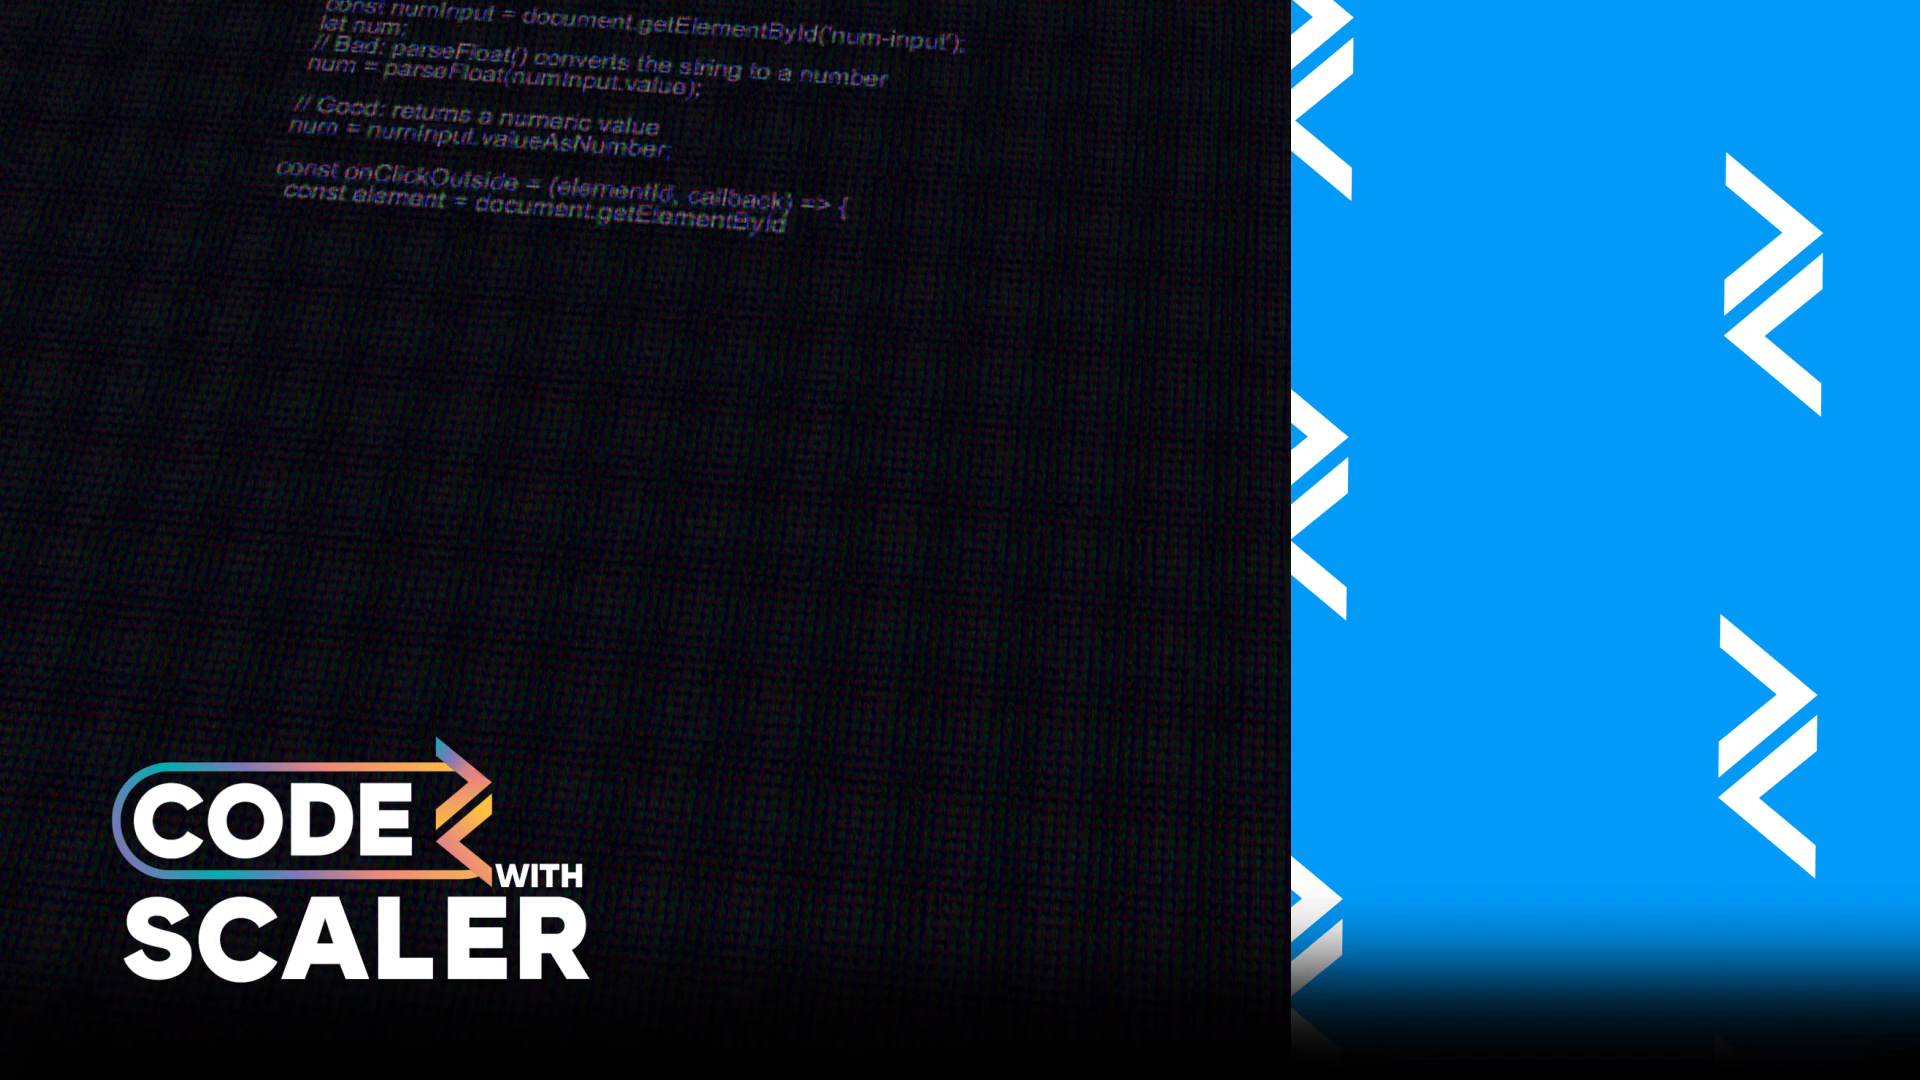 const numInput = document.getElementById('num-input');
let num;
// Bad: parseFloat() converts the string to a number
num = parseFloat(numInput.value);
// Good: returns a numeric value
num = numInput.valueAsNumber;
const onClickOutside = (elementId, callback) => {
const element = document.getElementById
CODE
WITH
SCALER